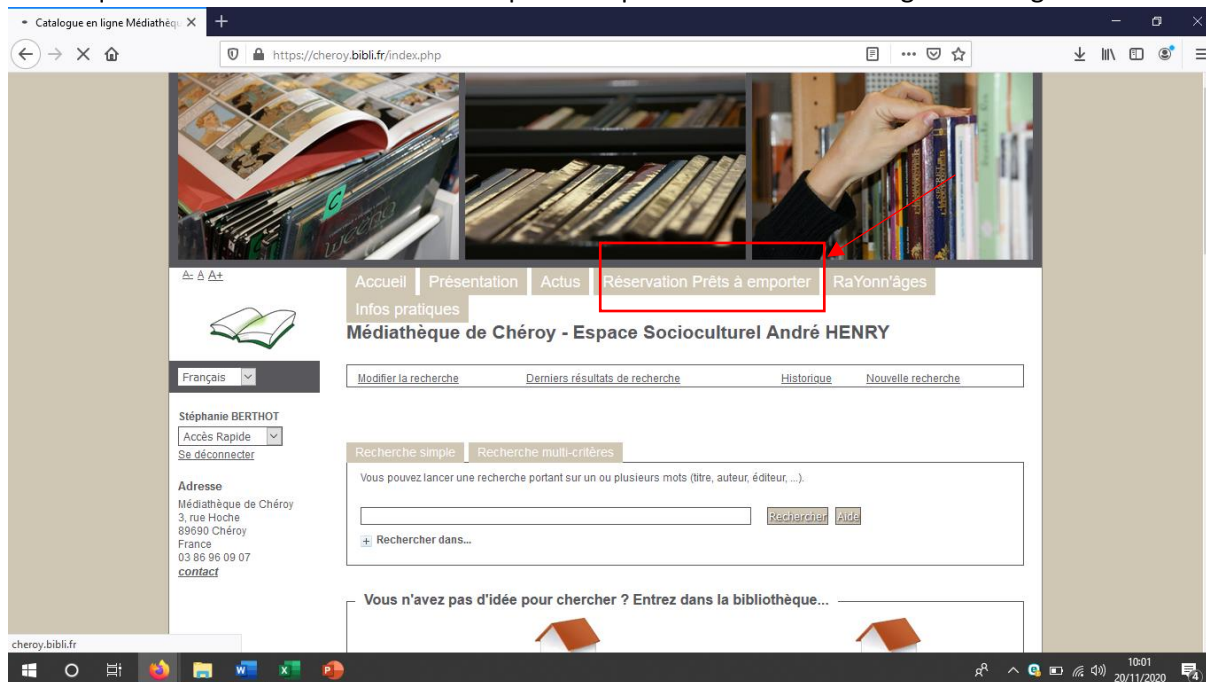 Catalogue en ligne Médiathèqu
https://cheroy.bibli.fr/index.php
A- A A+
Accueil Présentation Actus Réservation Prêts à emporter RaYonn'âges
Infos pratiques
Médiathèque de Chéroy - Espace Socioculturel André HENRY
Français
Modifier la recherche Derniers résultats de recherche Historique Nouvelle recherche
Stéphanie BERTHOT
Accès Rapide
Se déconnecter
Recherche simple Recherche multi-critères
Vous pouvez lancer une recherche portant sur un ou plusieurs mots (titre, auteur, éditeur, ...).
Rechercher Aide
+ Rechercher dans...
Adresse
Médiathèque de Chéroy
3, rue Hoche
89690 Chéroy
France
03 86 96 09 07
contact
Vous n'avez pas d'idée pour chercher ? Entrez dans la bibliothèque...
cheroy.bibli.fr
10:01
20/11/2020